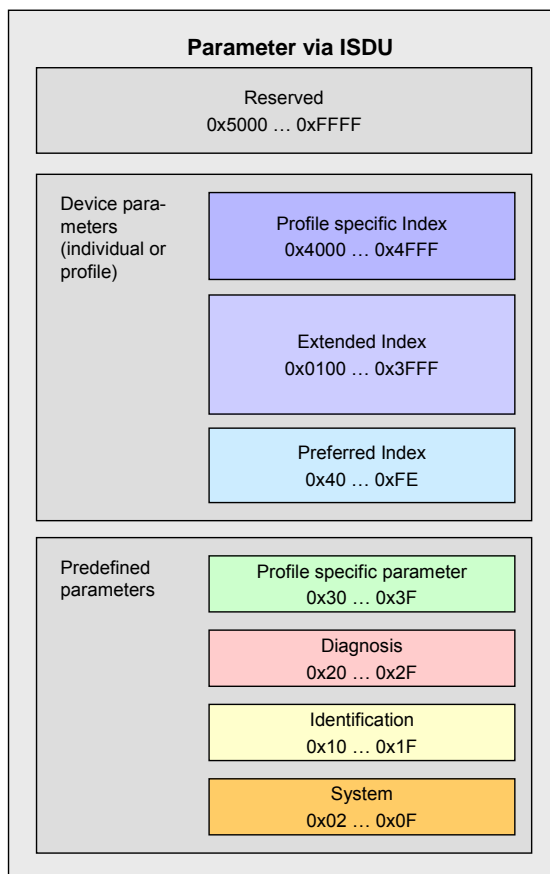 Parameter via ISDU
Reserved
0x5000 … 0xFFFF
Device para-
meters
(individual or
profile)
Profile specific Index
0x4000 … 0x4FFF
Extended Index
0x0100 … 0x3FFF
Preferred Index
0x40 … 0xFE
Predefined
parameters
Profile specific parameter
0x30 … 0x3F
Diagnosis
0x20 … 0x2F
Identification
0x10 … 0x1F
System
0x02 … 0x0F